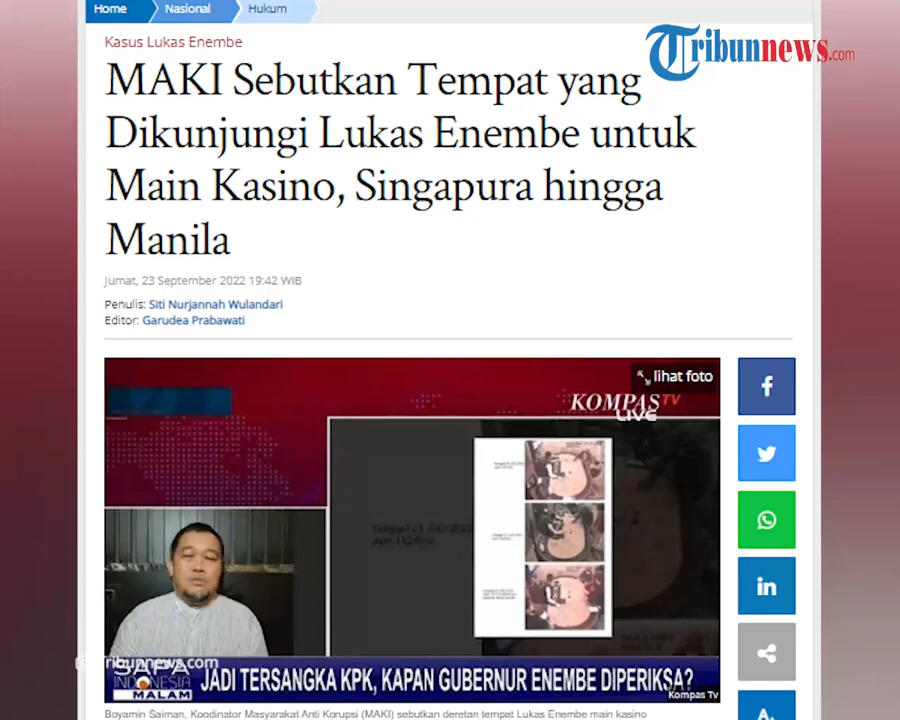 Home Nasional Hukum
Tribunnews.com
Kasus Lukas Enembe
MAKI Sebutkan Tempat yang
Dikunjungi Lukas Enembe untuk
Main Kasino, Singapura hingga
Manila
Jumat, 23 September 2022 19:42 WIB
Penulis: Siti Nurjannah Wulandari
Editor: Garudea Prabawati
lihat foto
KOMPAS TV
LIVE
Tribunnews.com
SAPA
INDONESIA
MALAM
JADI TERSANGKA KPK, KAPAN GUBERNUR ENEMBE DIPERIKSA?
Kompas Tv
Boyamin Saiman, Koodinator Masyarakat Anti Korupsi (MAKI) sebutkan deretan tempat Lukas Enembe main kasino